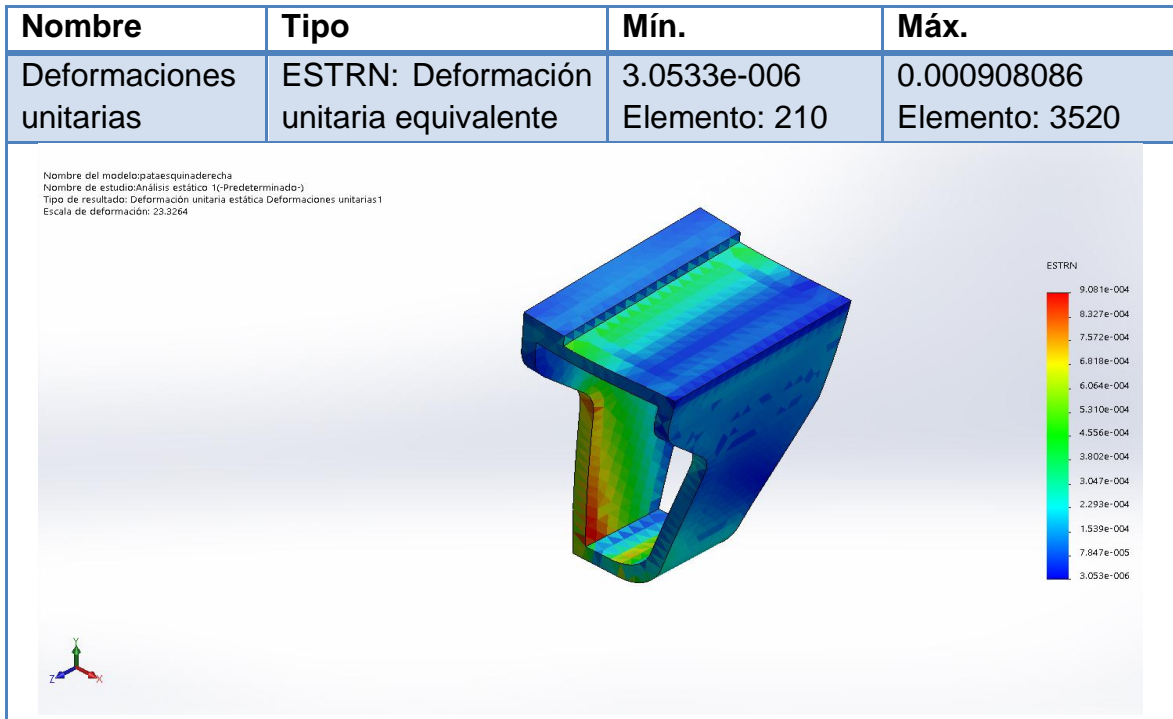 Nombre Tipo Mín. Máx.
Deformaciones ESTRN: Deformación 3.0533e-006 0.000908086
unitarias unitaria equivalente Elemento: 210 Elemento: 3520
Nombre del modelo:pataesquinaderecha
Nombre de estudio:Análisis estático 1(-Predeterminado-)
Tipo de resultado: Deformación unitaria estática Deformaciones unitarias1
Escala de deformación: 23.3264
ESTRN
9.081e-004
8.327e-004
7.572e-004
6.818e-004
6.064e-004
5.310e-004
4.556e-004
3.802e-004
3.047e-004
2.293e-004
1.539e-004
7.847e-005
3.053e-006
Y
Z X